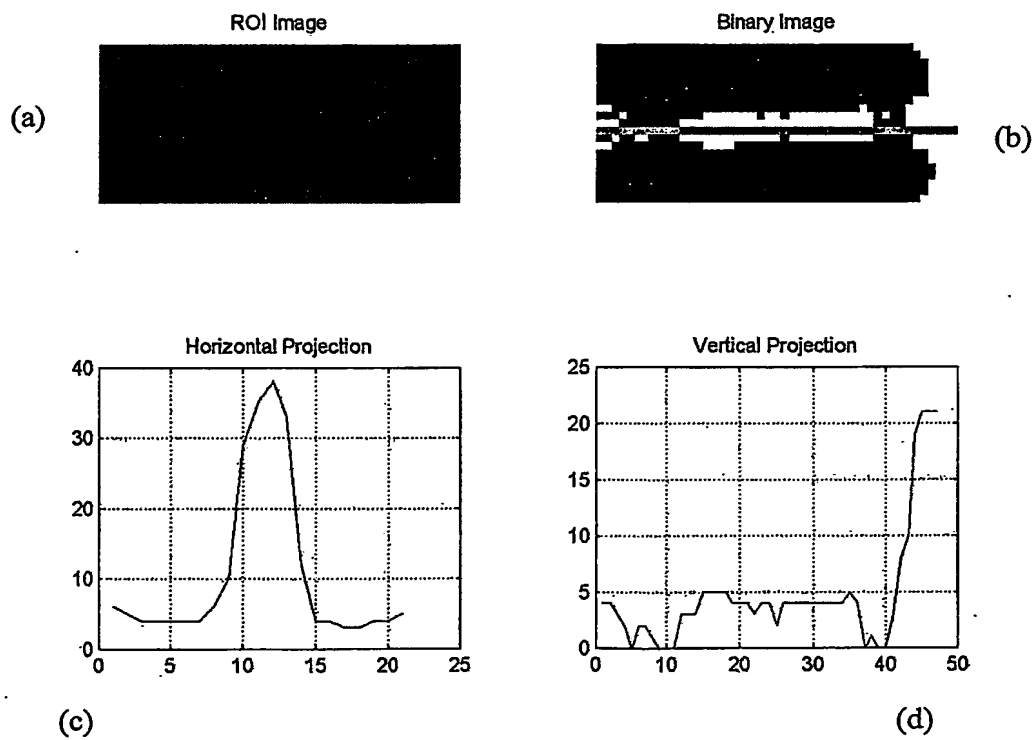 ROI Image
Binary Image
(a)
(b)
Horizontal Projection
40
30
20
10
0
0 5 10 15 20 25
Vertical Projection
25
20
15
10
5
0
0 10 20 30 40 50
(c)
(d)